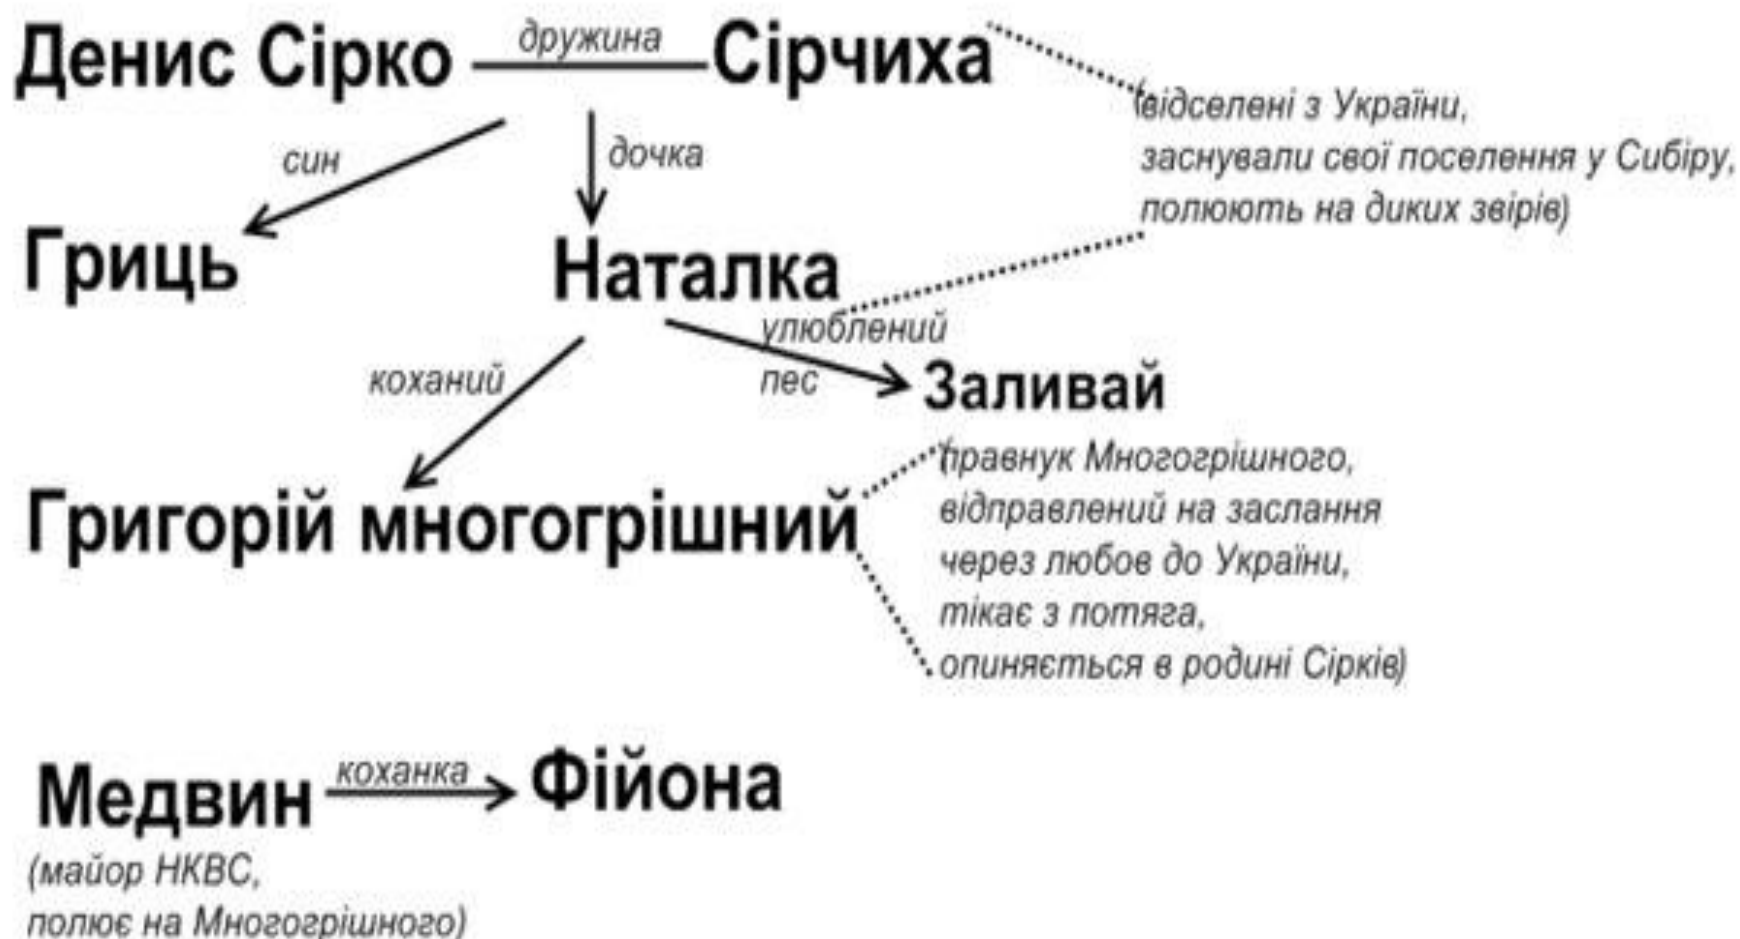 Денис Сірко дружина Сірчиха
(відселені з України,
заснували свої поселення у Сибіру,
полюють на диких звірів)
син дочка
Гриць Наталка
коханий
улюблений
пес
Заливай
Григорій многогрішний
(правнук Многогрішного,
відправлений на заслання
через любов до України,
тікає з потяга,
опиняється в родині Сірків)
Медвин коханка Фійона
(майор НКВС,
полює на Многогрішного)